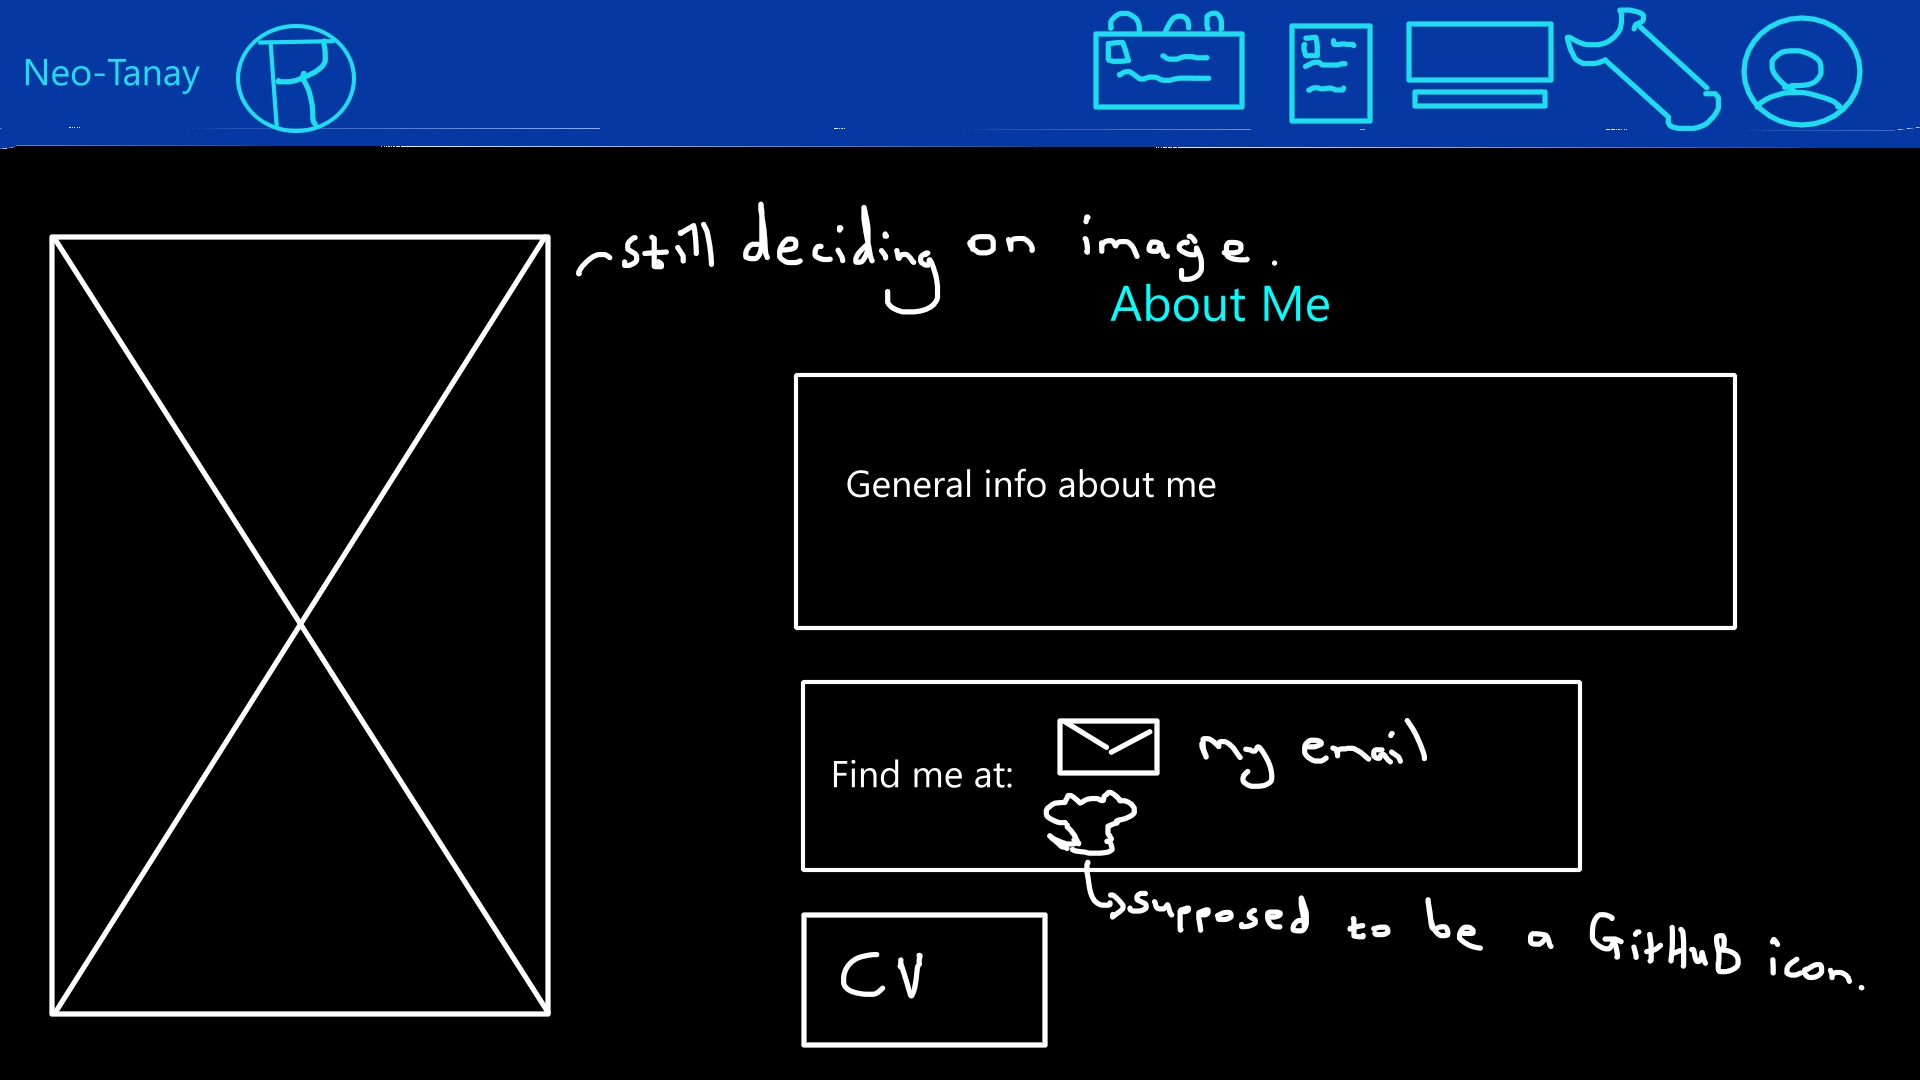 Neo-Tanay
still deciding on image.
About Me
General info about me
Find me at:
my email
supposed to be a GitHuB icon.
CV